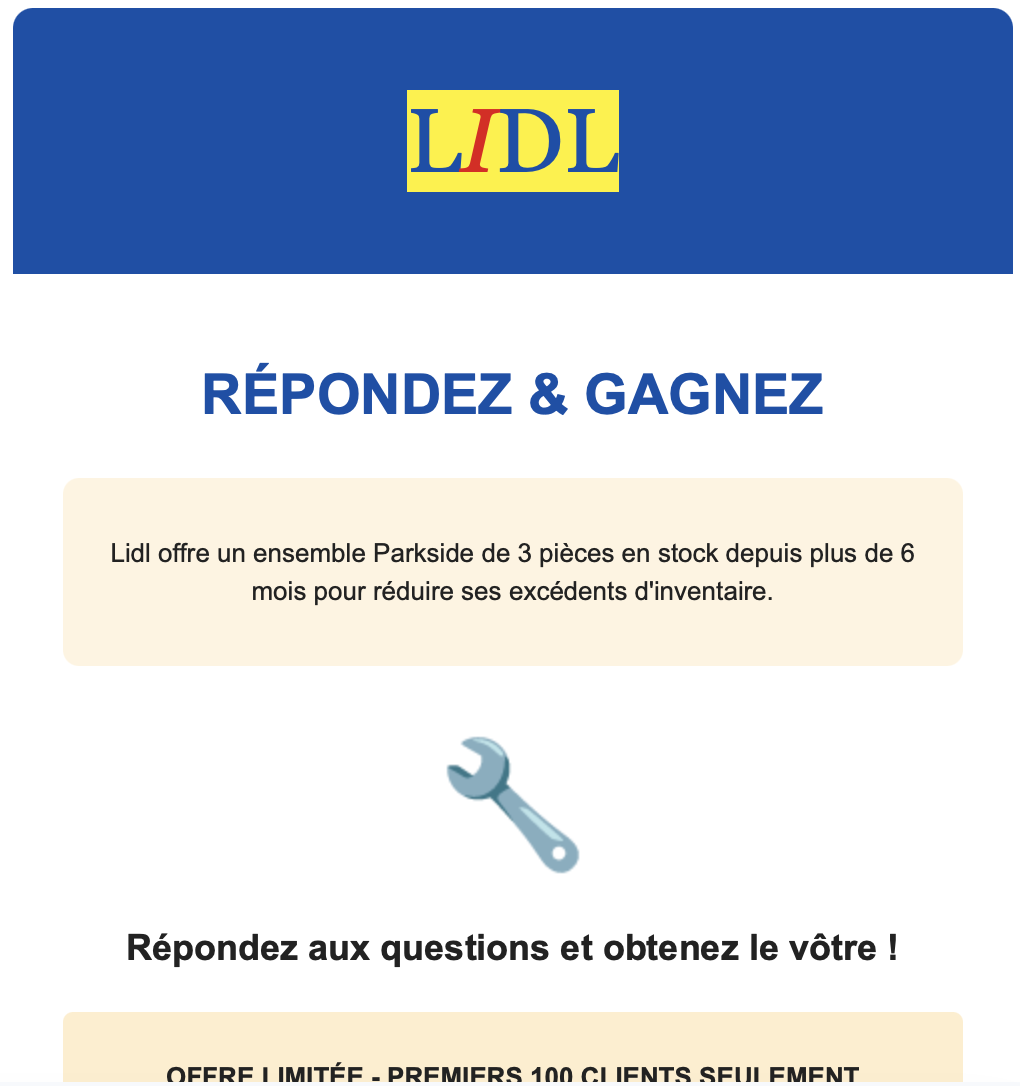 LIDL
RÉPONDEZ & GAGNEZ
Lidl offre un ensemble Parkside de 3 pièces en stock depuis plus de 6
mois pour réduire ses excédents d'inventaire.
Répondez aux questions et obtenez le vôtre !
OFFRE LIMITÉE - PREMIERS 100 CLIENTS SEULEMENT